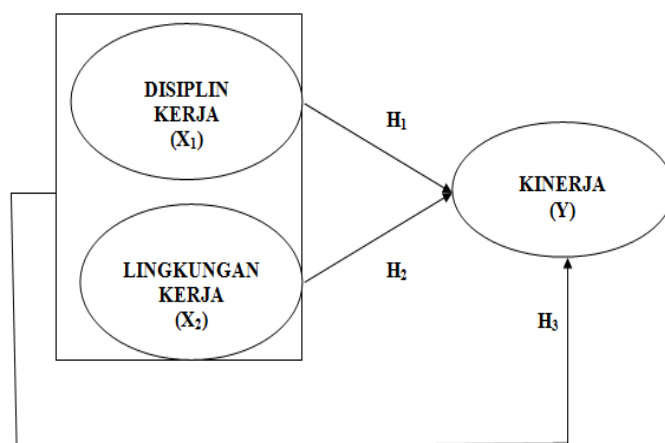 DISIPLIN
KERJA
(X₁)
H₁
KINERJA
(Y)
LINGKUNGAN
KERJA
(X₂)
H₂
H₃